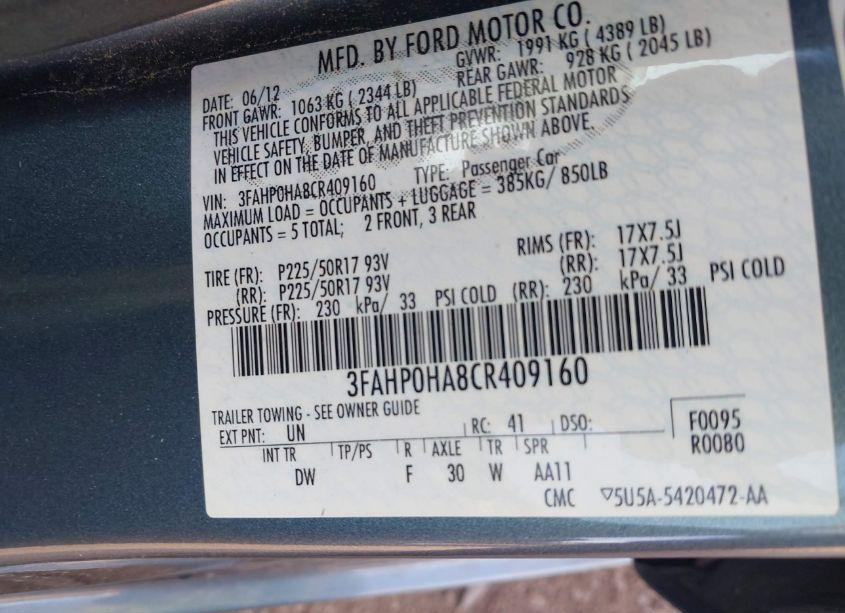 MFD. BY FORD MOTOR CO.
DATE: 06/12 GVWR: 1991 KG ( 4389 LB)
FRONT GAWR: 1063 KG ( 2344 LB) REAR GAWR: 928 KG ( 2045 LB)
THIS VEHICLE CONFORMS TO ALL APPLICABLE FEDERAL MOTOR
VEHICLE SAFETY, BUMPER, AND THEFT PREVENTION STANDARDS
IN EFFECT ON THE DATE OF MANUFACTURE SHOWN ABOVE.
VIN: 3FAHP0HA8CR409160 TYPE: Passenger Car
MAXIMUM LOAD = OCCUPANTS + LUGGAGE = 385KG/ 850LB
OCCUPANTS = 5 TOTAL; 2 FRONT, 3 REAR
TIRE (FR): P225/50R17 93V RIMS (FR): 17X7.5J
(RR): P225/50R17 93V (RR): 17X7.5J
PRESSURE (FR): 230 kPa/ 33 PSI COLD (RR): 230 kPa/ 33 PSI COLD
3FAHP0HA8CR409160
TRAILER TOWING - SEE OWNER GUIDE
EXT PNT: UN RC: 41 DSO: F0095
R0080
INT TR TP/PS R AXLE TR SPR
DW F 30 W AA11
CMC ▽5U5A-5420472-AA